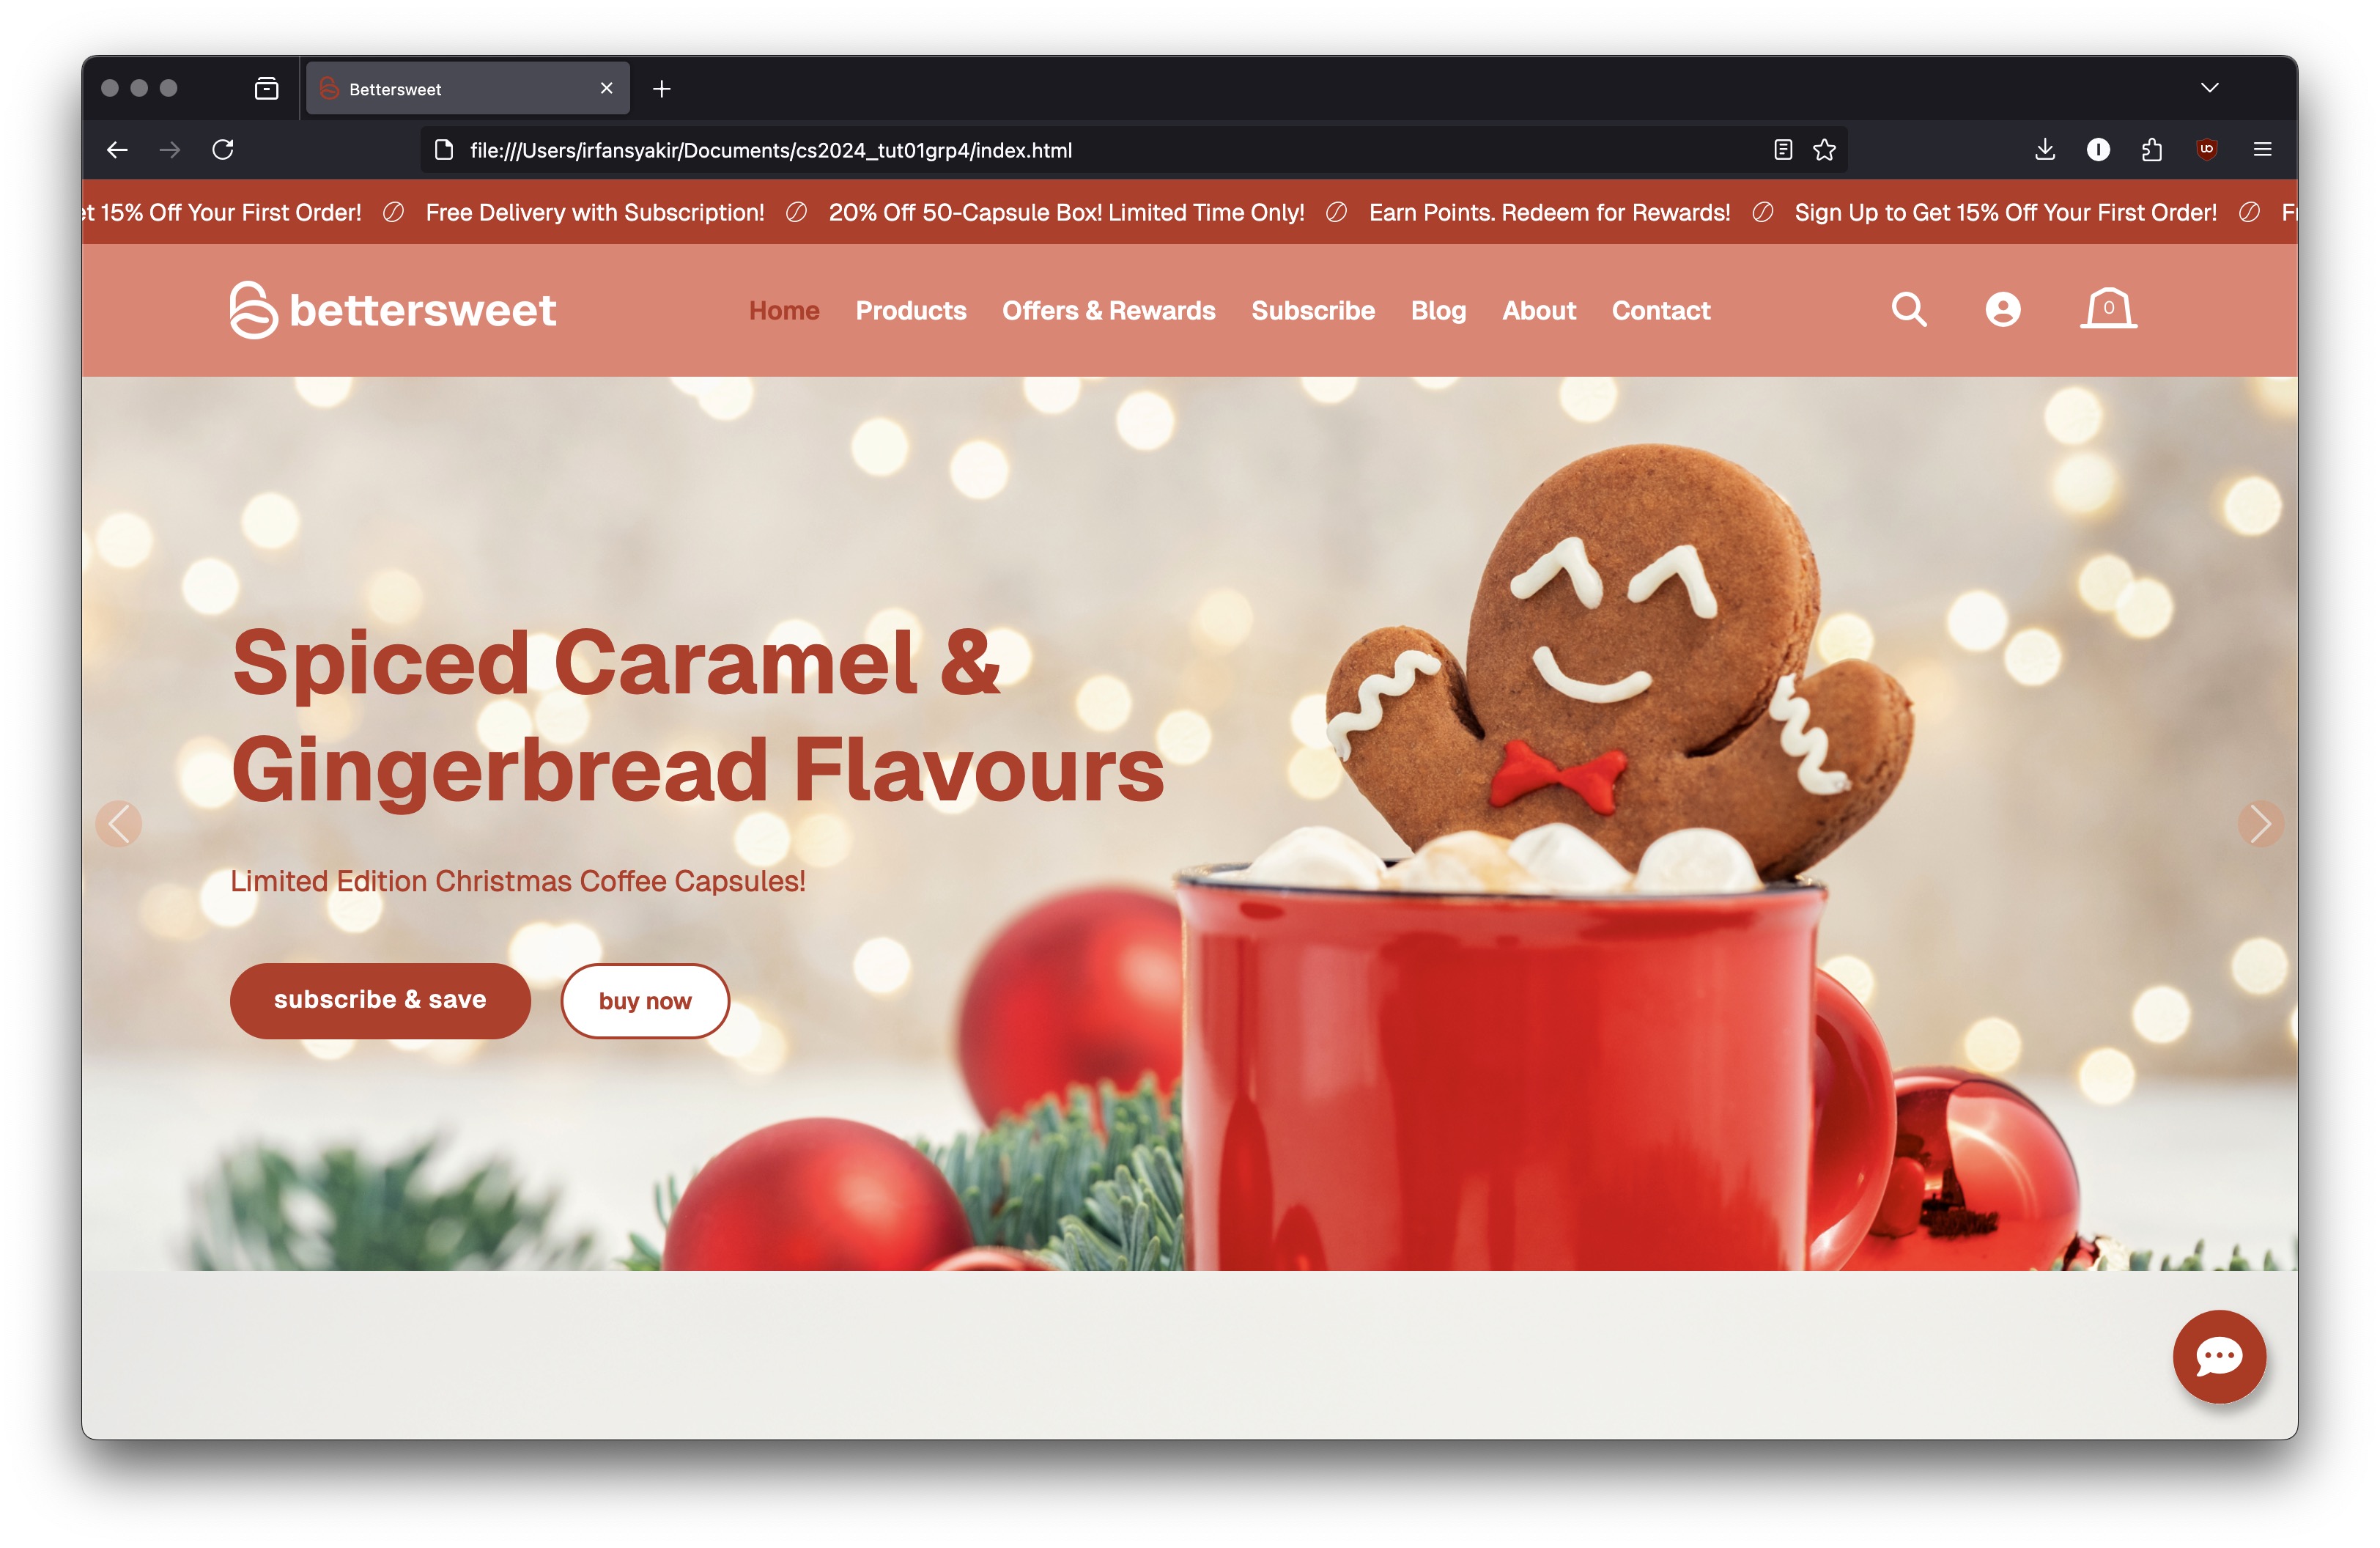 Bettersweet
file:///Users/irfansyakir/Documents/cs2024_tut01grp4/index.html
et 15% Off Your First Order! Free Delivery with Subscription! 20% Off 50-Capsule Box! Limited Time Only! Earn Points. Redeem for Rewards! Sign Up to Get 15% Off Your First Order! Fr
bettersweet Home Products Offers & Rewards Subscribe Blog About Contact 0
Spiced Caramel &
Gingerbread Flavours
Limited Edition Christmas Coffee Capsules!
subscribe & save buy now